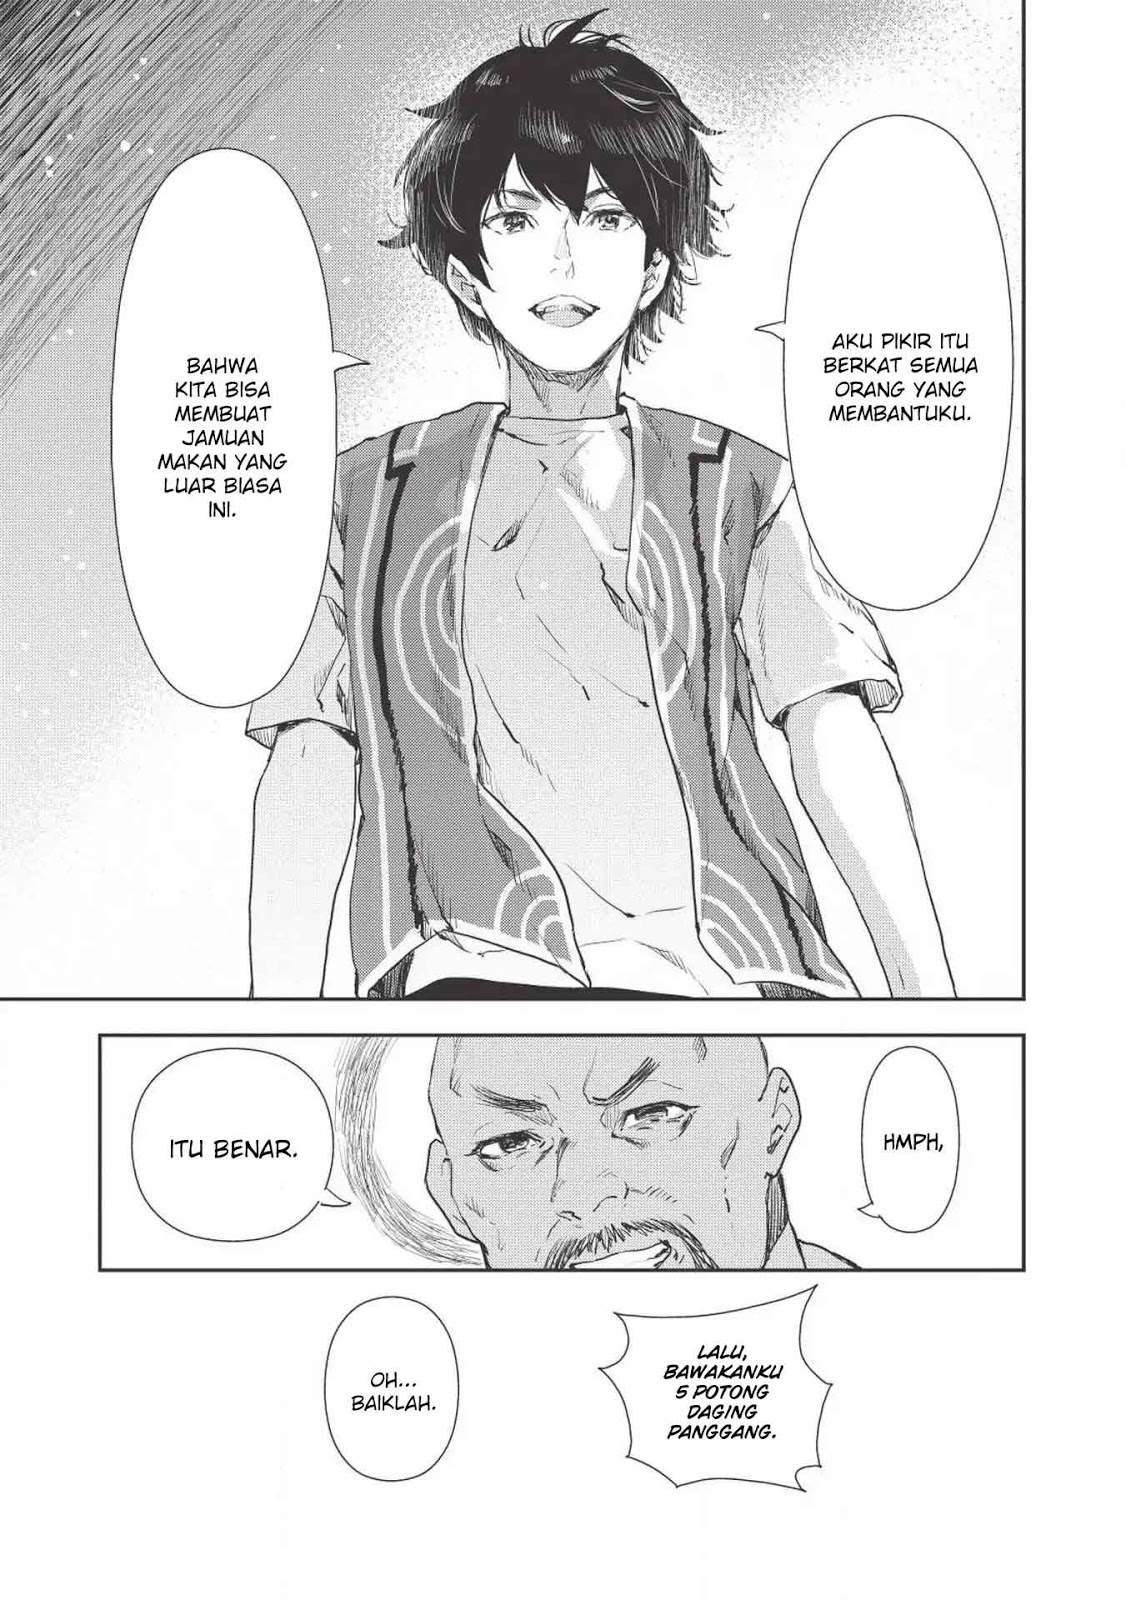 AKU PIKIR ITU
BERKAT SEMUA
ORANG YANG
MEMBANTUKU.
BAHWA
KITA BISA
MEMBUAT
JAMUAN
MAKAN YANG
LUAR BIASA
INI.
HMPH,
ITU BENAR.
LALU,
BAWAKANKU
5 POTONG
DAGING
PANGGANG.
OH...
BAIKLAH.